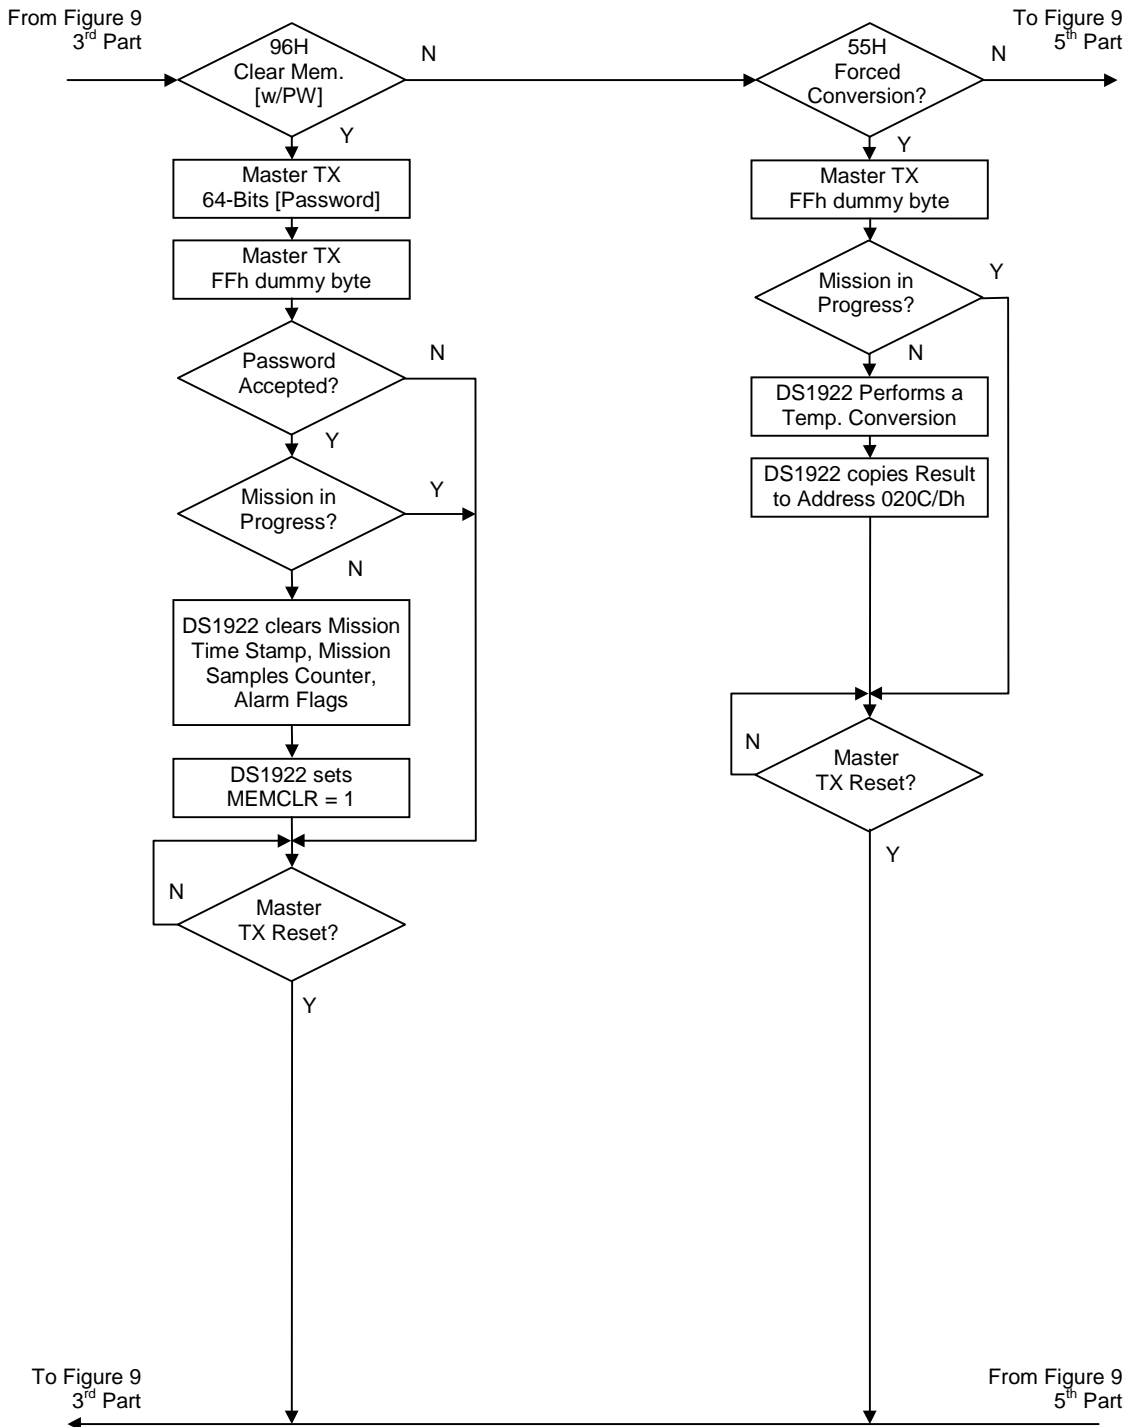 From Figure 9
3rd Part
To Figure 9
5th Part
96H
Clear Mem.
[w/PW]
N
Y
55H
Forced
Conversion?
N
Y
Master TX
64-Bits [Password]
Master TX
FFh dummy byte
Password
Accepted?
N
Y
Mission in
Progress?
Y
N
DS1922 clears Mission
Time Stamp, Mission
Samples Counter,
Alarm Flags
DS1922 sets
MEMCLR = 1
N
Master
TX Reset?
Y
Master TX
FFh dummy byte
Mission in
Progress?
Y
N
DS1922 Performs a
Temp. Conversion
DS1922 copies Result
to Address 020C/Dh
N
Master
TX Reset?
Y
To Figure 9
3rd Part
From Figure 9
5th Part